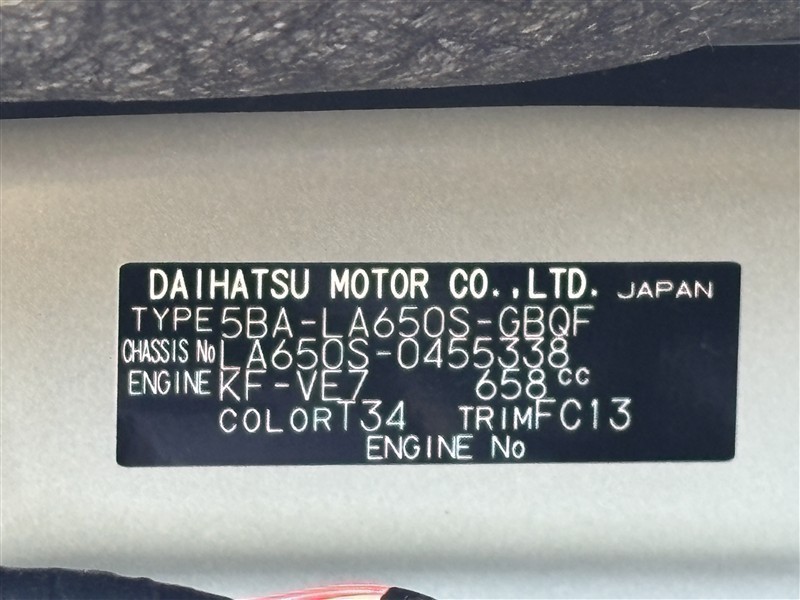 DAIHATSU MOTOR CO.,LTD. JAPAN
TYPE 5BA-LA650S-GBQF
CHASSIS No LA650S-0455338
ENGINE KF-VE7 658cc
COLOR T34 TRIM FC13
ENGINE No